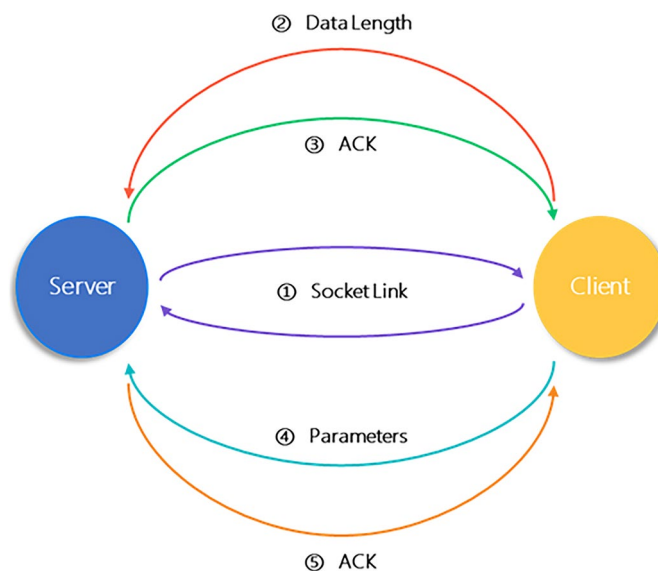 ② Data Length
③ ACK
Server
① Socket Link
Client
④ Parameters
⑤ ACK